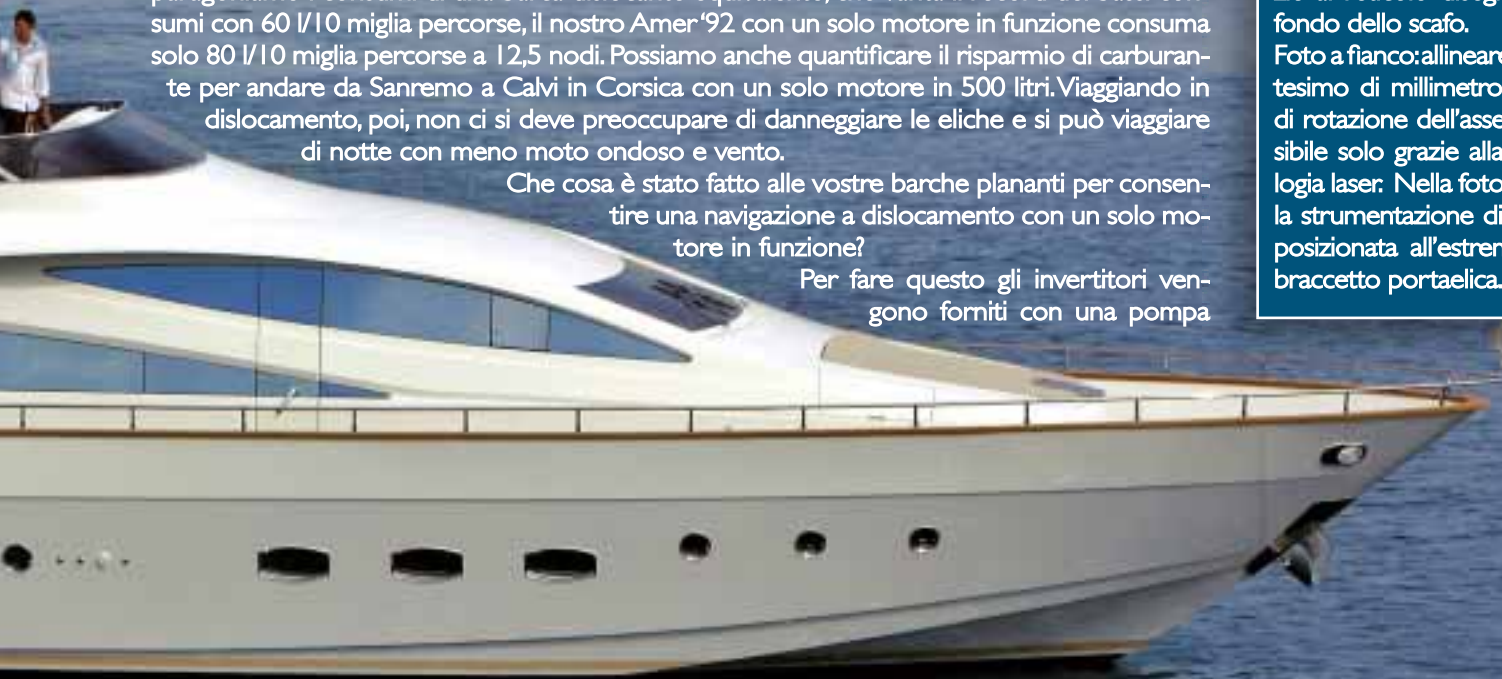 sumi con 60 l/10 miglia percorse, il nostro Amer '92 con un solo motore in funzione consuma
solo 80 l/10 miglia percorse a 12,5 nodi. Possiamo anche quantificare il risparmio di carburan-
te per andare da Sanremo a Calvi in Corsica con un solo motore in 500 litri. Viaggiando in
dislocamento, poi, non ci si deve preoccupare di danneggiare le eliche e si può viaggiare
di notte con meno moto ondoso e vento.
Che cosa è stato fatto alle vostre barche plananti per consen-
tire una navigazione a dislocamento con un solo mo-
tore in funzione?
Per fare questo gli invertitori ven-
gono forniti con una pompa
fondo dello scafo.
Foto a fianco: allineare
tesimo di millimetro
di rotazione dell'asse
sibile solo grazie alla
logia laser. Nella foto
la strumentazione di
posizionata all'estrem
braccetto portaelica.